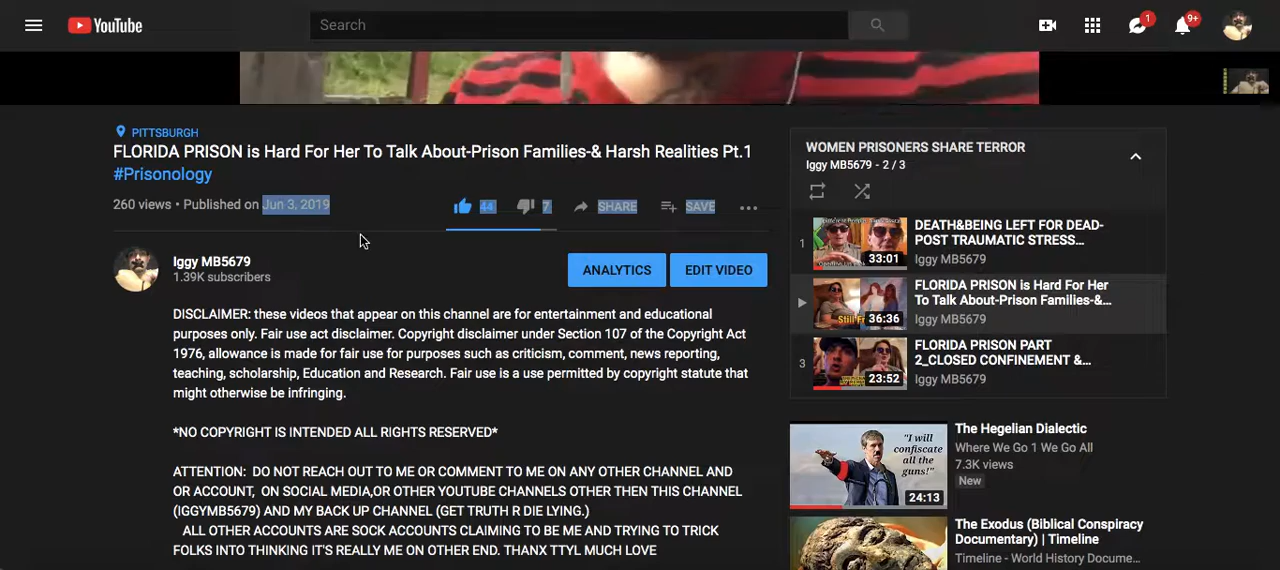 YouTube
Search
1
9+
PITTSBURGH
FLORIDA PRISON is Hard For Her To Talk About-Prison Families-& Harsh Realities Pt.1
#Prisonology
260 views • Published on Jun 3, 2019
44
7
SHARE
SAVE
Iggy MB5679
1.39K subscribers
ANALYTICS
EDIT VIDEO
DISCLAIMER: these videos that appear on this channel are for entertainment and educational
purposes only. Fair use act disclaimer. Copyright disclaimer under Section 107 of the Copyright Act
1976, allowance is made for fair use for purposes such as criticism, comment, news reporting,
teaching, scholarship, Education and Research. Fair use is a use permitted by copyright statute that
might otherwise be infringing.
*NO COPYRIGHT IS INTENDED ALL RIGHTS RESERVED*
ATTENTION: DO NOT REACH OUT TO ME OR COMMENT TO ME ON ANY OTHER CHANNEL AND
OR ACCOUNT, ON SOCIAL MEDIA,OR OTHER YOUTUBE CHANNELS OTHER THEN THIS CHANNEL
(IGGYMB5679) AND MY BACK UP CHANNEL (GET TRUTH R DIE LYING.)
ALL OTHER ACCOUNTS ARE SOCK ACCOUNTS CLAIMING TO BE ME AND TRYING TO TRICK
FOLKS INTO THINKING IT'S REALLY ME ON OTHER END. THANX TTYL MUCH LOVE
WOMEN PRISONERS SHARE TERROR
Iggy MB5679 - 2 / 3
1
33:01
DEATH&BEING LEFT FOR DEAD-
POST TRAUMATIC STRESS...
Iggy MB5679
Still Fr
36:36
FLORIDA PRISON is Hard For Her
To Talk About-Prison Families-&...
Iggy MB5679
3
23:52
FLORIDA PRISON PART
2_CLOSED CONFINEMENT &...
Iggy MB5679
"I will
confiscate
all the
guns!"
24:13
The Hegelian Dialectic
Where We Go 1 We Go All
7.3K views
New
The Exodus (Biblical Conspiracy
Documentary) | Timeline
Timeline - World History Docume...